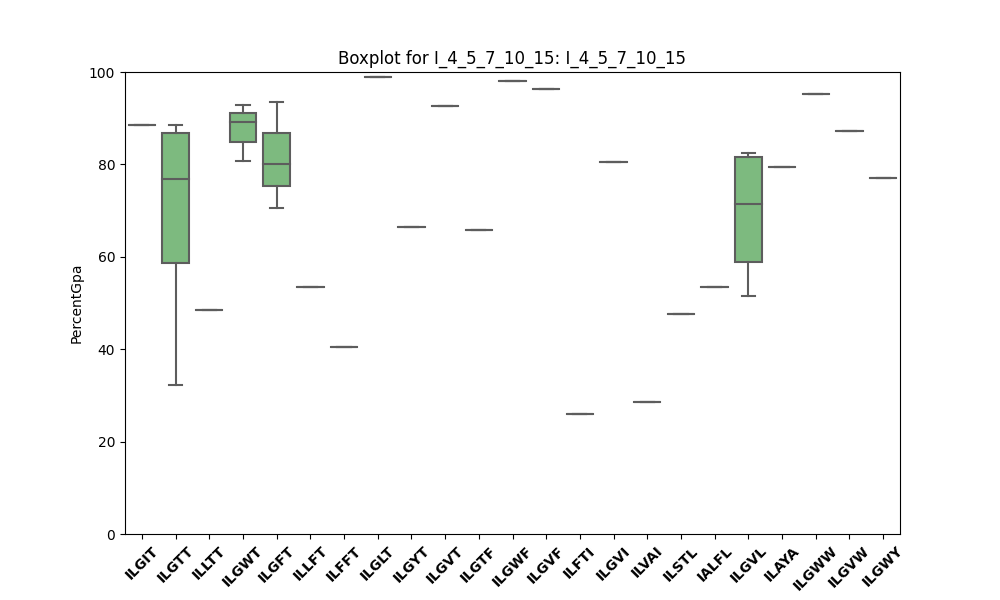 Boxplot for I_4_5_7_10_15: I_4_5_7_10_15
PercentGpa
100
80
60
40
20
0
ILGIT
ILGTT
ILLTT
ILGWT
ILGFT
ILLFT
ILFFT
ILGLT
ILGYT
ILGVT
ILGTF
ILGWF
ILGVF
ILFTI
ILGVI
ILVAI
ILSTL
IALFL
ILGVL
ILAYA
ILGWW
ILGVW
ILGWY